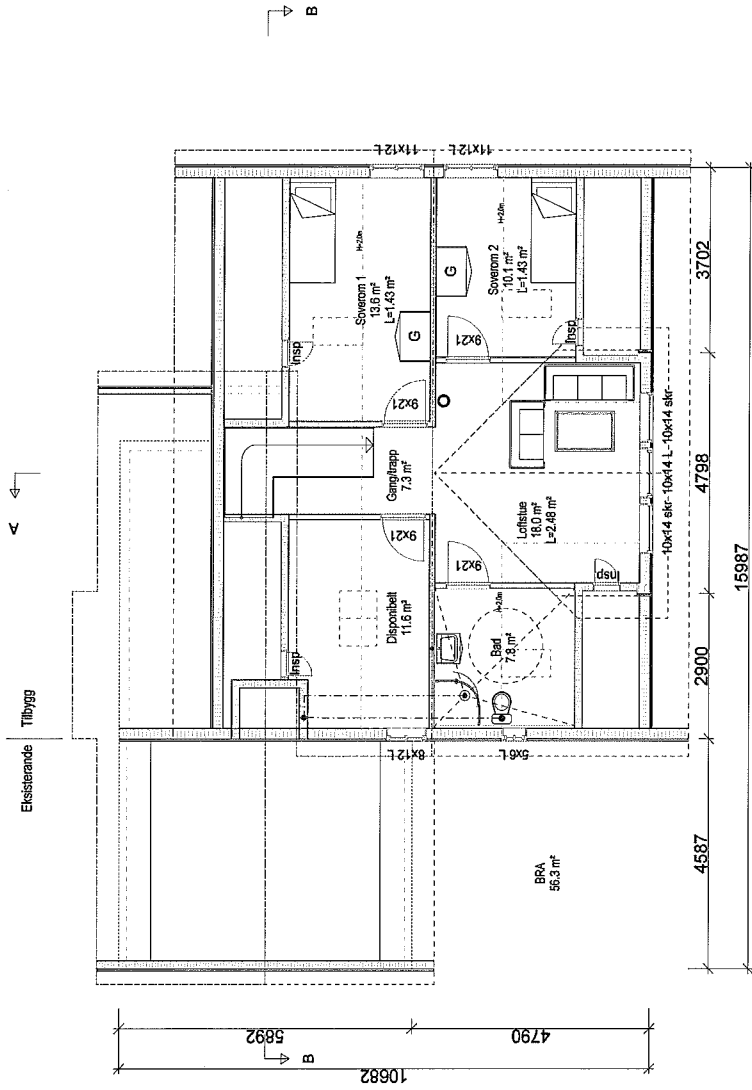 B
A
Eksisterande
Tilbygg
11x12 L
11x12 L
Soverom 1
13.6 m²
L=1.43 m²
H=2.0m
G
Insp
9x21
Soverom 2
10.1 m²
L=1.43 m²
H=2.0m
G
9x21
Insp
Gang/trapp
7.3 m²
Disponibelt
11.6 m²
9x21
Insp
Loftstue
18.0 m²
L=2.48 m²
9x21
Insp
10x14 skr-10x14 L-10x14 skr
Bad
7.8 m²
H=2.0m
8x12 L
5x6 L
BRA
56.3 m²
4587
2900
4798
3702
15987
5892
4790
10682
B